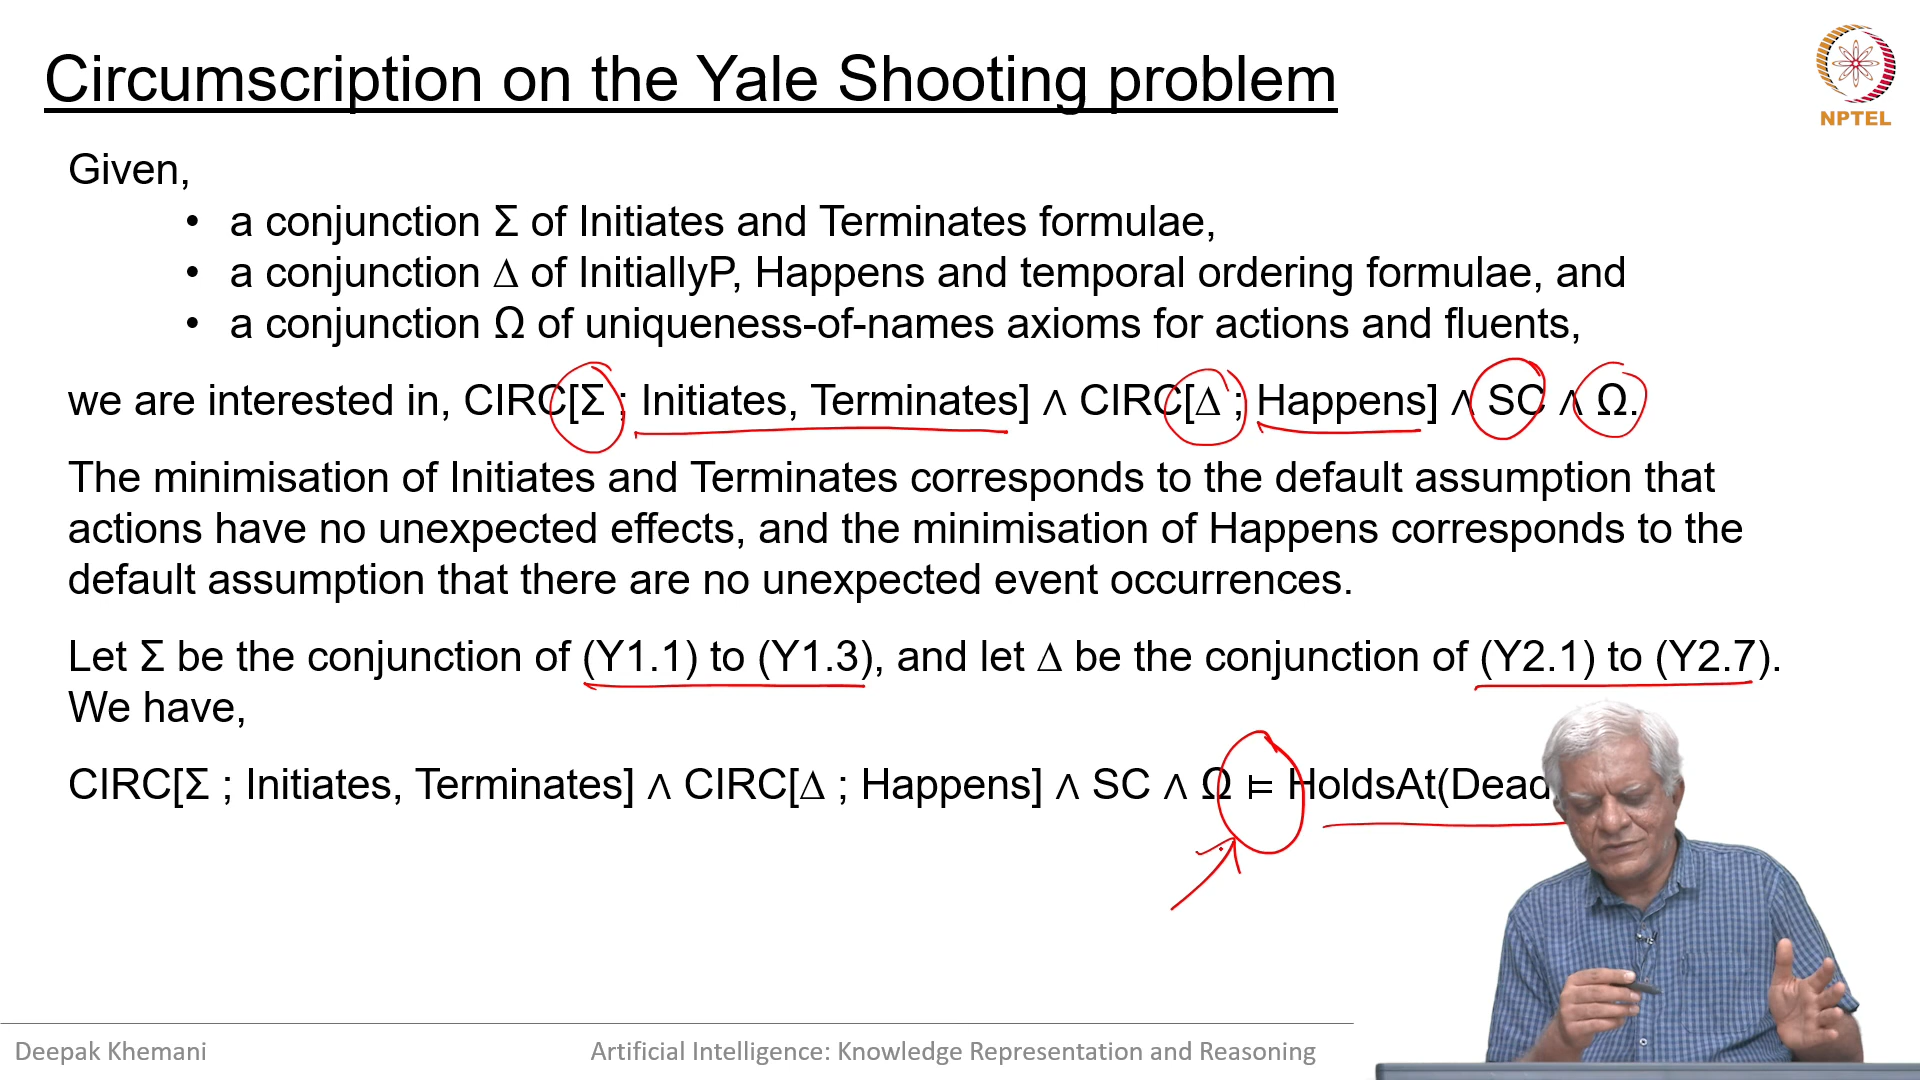 Circumscription on the Yale Shooting problem
NPTEL
Given,
• a conjunction Σ of Initiates and Terminates formulae,
• a conjunction Δ of InitiallyP, Happens and temporal ordering formulae, and
• a conjunction Ω of uniqueness-of-names axioms for actions and fluents,
we are interested in, CIRC[Σ ; Initiates, Terminates] ∧ CIRC[Δ ; Happens] ∧ SC ∧ Ω.
The minimisation of Initiates and Terminates corresponds to the default assumption that
actions have no unexpected effects, and the minimisation of Happens corresponds to the
default assumption that there are no unexpected event occurrences.
Let Σ be the conjunction of (Y1.1) to (Y1.3), and let Δ be the conjunction of (Y2.1) to (Y2.7).
We have,
CIRC[Σ ; Initiates, Terminates] ∧ CIRC[Δ ; Happens] ∧ SC ∧ Ω ⊨ HoldsAt(Dead
Deepak Khemani
Artificial Intelligence: Knowledge Representation and Reasoning